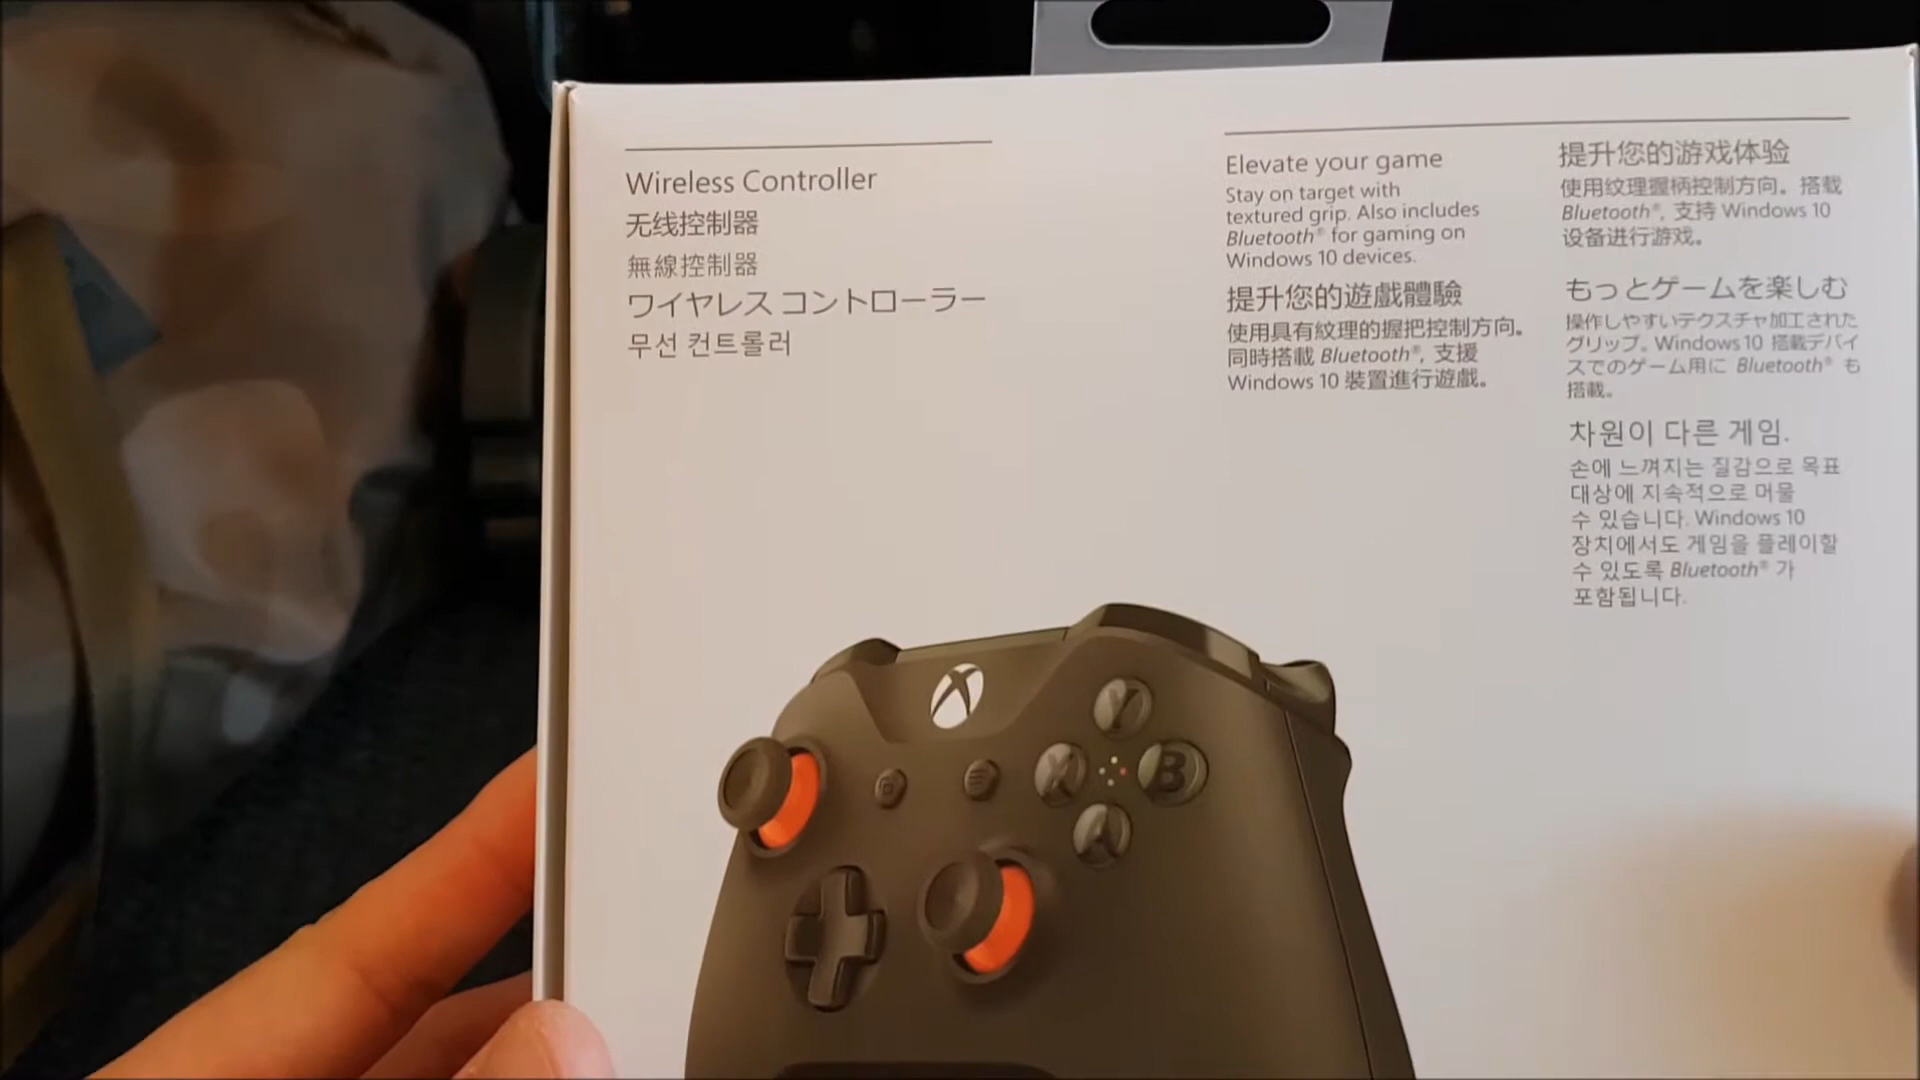 Wireless Controller
无线控制器
無線控制器
ワイヤレス コントローラー
무선 컨트롤러
Elevate your game
Stay on target with
textured grip. Also includes
Bluetooth® for gaming on
Windows 10 devices.
提升您的遊戲體驗
使用具有紋理的握把控制方向。
同時搭載 Bluetooth®, 支援
Windows 10 裝置進行遊戲。
提升您的游戏体验
使用纹理握柄控制方向。搭载
Bluetooth®, 支持 Windows 10
设备进行游戏。
もっとゲームを楽しむ
操作しやすいテクスチャ加工された
グリップ。Windows 10 搭載デバイ
スでのゲーム用に Bluetooth® も
搭載。
차원이 다른 게임.
손에 느껴지는 질감으로 목표
대상에 지속적으로 머물
수 있습니다. Windows 10
장치에서도 게임을 플레이할
수 있도록 Bluetooth® 가
포함됩니다.
Y
X
B
A